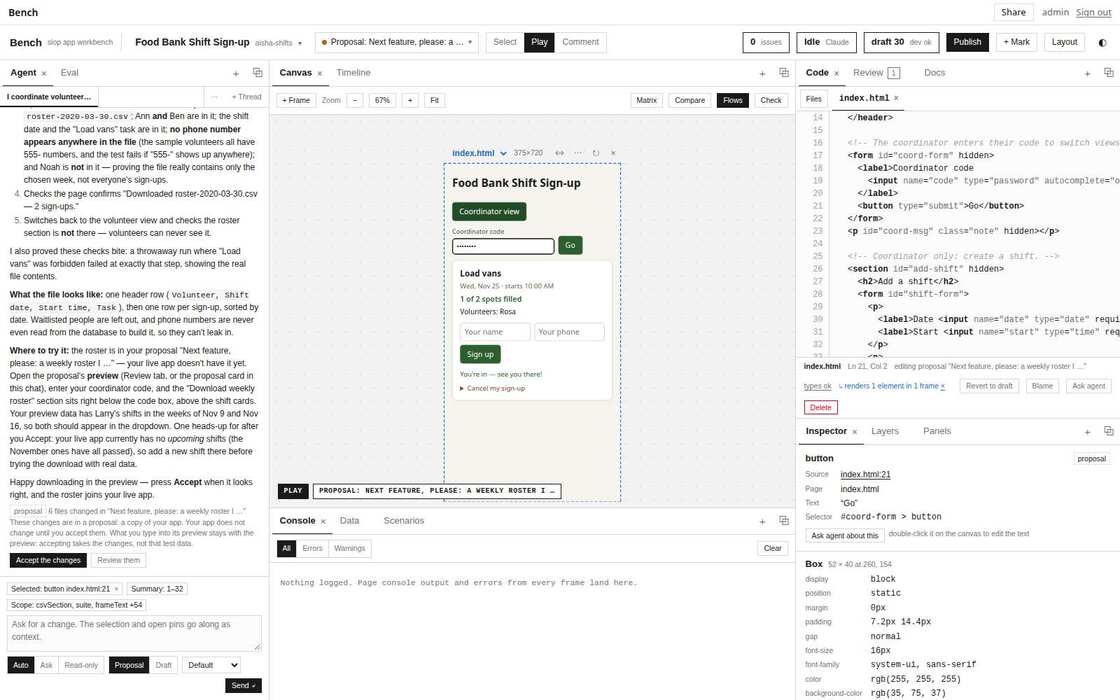 Bench
Share
admin
Sign out
Bench
slop app workbench
Food Bank Shift Sign-up
aisha-shifts
Proposal: Next feature, please: a …
Select
Play
Comment
0 issues
Idle Claude
draft 30 dev ok
Publish
+ Mark
Layout
Agent ×
Eval
I coordinate volunteer…
+ Thread
roster-2020-03-30.csv ; Ann and Ben are in it; the shift
date and the "Load vans" task are in it; no phone number
appears anywhere in the file (the sample volunteers all have
555- numbers, and the test fails if "555-" shows up anywhere);
and Noah is not in it — proving the file really contains only the
chosen week, not everyone's sign-ups.
4. Checks the page confirms "Downloaded roster-2020-03-30.csv
— 2 sign-ups."
5. Switches back to the volunteer view and checks the roster
section is not there — volunteers can never see it.
I also proved these checks bite: a throwaway run where "Load
vans" was forbidden failed at exactly that step, showing the real
file contents.
What the file looks like: one header row ( Volunteer, Shift
date, Start time, Task ), then one row per sign-up, sorted by
date. Waitlisted people are left out, and phone numbers are never
even read from the database to build it, so they can't leak in.
Where to try it: the roster is in your proposal "Next feature,
please: a weekly roster I …" — your live app doesn't have it yet.
Open the proposal's preview (Review tab, or the proposal card in
this chat), enter your coordinator code, and the "Download weekly
roster" section sits right below the code box, above the shift cards.
Your preview data has Larry's shifts in the weeks of Nov 9 and Nov
16, so both should appear in the dropdown. One heads-up for after
you Accept: your live app currently has no upcoming shifts (the
November ones have all passed), so add a new shift there before
trying the download with real data.
Happy downloading in the preview — press Accept when it looks
right, and the roster joins your live app.
proposal 6 files changed in "Next feature, please: a weekly roster I …"
These changes are in a proposal: a copy of your app. Your app does not
change until you accept them. What you type into its preview stays with the
preview: accepting takes the changes, not that test data.
Accept the changes
Review them
Selected: button index.html:21 ×
Summary: 1–32
Scope: csvSection, suite, frameText +54
Ask for a change. The selection and open pins go along as
context.
Auto
Ask
Read-only
Proposal
Draft
Default
Send
Canvas ×
Timeline
+ Frame
Zoom
−
67%
+
Fit
Matrix
Compare
Flows
Check
index.html
375×720
Food Bank Shift Sign-up
Coordinator view
Coordinator code
••••••••
Go
Load vans
Wed, Nov 25 · starts 10:00 AM
1 of 2 spots filled
Volunteers: Rosa
Your name
Your phone
Sign up
You're in — see you there!
Cancel my sign-up
PLAY
PROPOSAL: NEXT FEATURE, PLEASE: A WEEKLY ROSTER I …
Console ×
Data
Scenarios
All
Errors
Warnings
Clear
Nothing logged. Page console output and errors from every frame land here.
Code ×
Review 1
Docs
Files
index.html ×
14 </header>
15
16 <!-- The coordinator enters their code to switch views
17 <form id="coord-form" hidden>
18 <label>Coordinator code
19 <input name="code" type="password" autocomplete="o
20 </label>
21 <button type="submit">Go</button>
22 </form>
23 <p id="coord-msg" class="note" hidden></p>
24
25 <!-- Coordinator only: create a shift. -->
26 <section id="add-shift" hidden>
27 <h2>Add a shift</h2>
28 <form id="shift-form">
29 <p>
30 <label>Date <input name="date" type="date" requi
31 <label>Start <input name="start" type="time" req
32 </p>
33 <p>
index.html Ln 21, Col 2 editing proposal "Next feature, please: a weekly roster I …"
types ok
renders 1 element in 1 frame ×
Revert to draft
Blame
Ask agent
Delete
Inspector ×
Layers
Panels
button
proposal
Source index.html:21
Page index.html
Text "Go"
Selector #coord-form > button
Ask agent about this
double-click it on the canvas to edit the text
Box 52 × 40 at 260, 154
display block
position static
margin 0px
padding 7.2px 14.4px
gap normal
font-size 16px
font-family system-ui, sans-serif
color rgb(255, 255, 255)
background-color rgb(35, 75, 37)